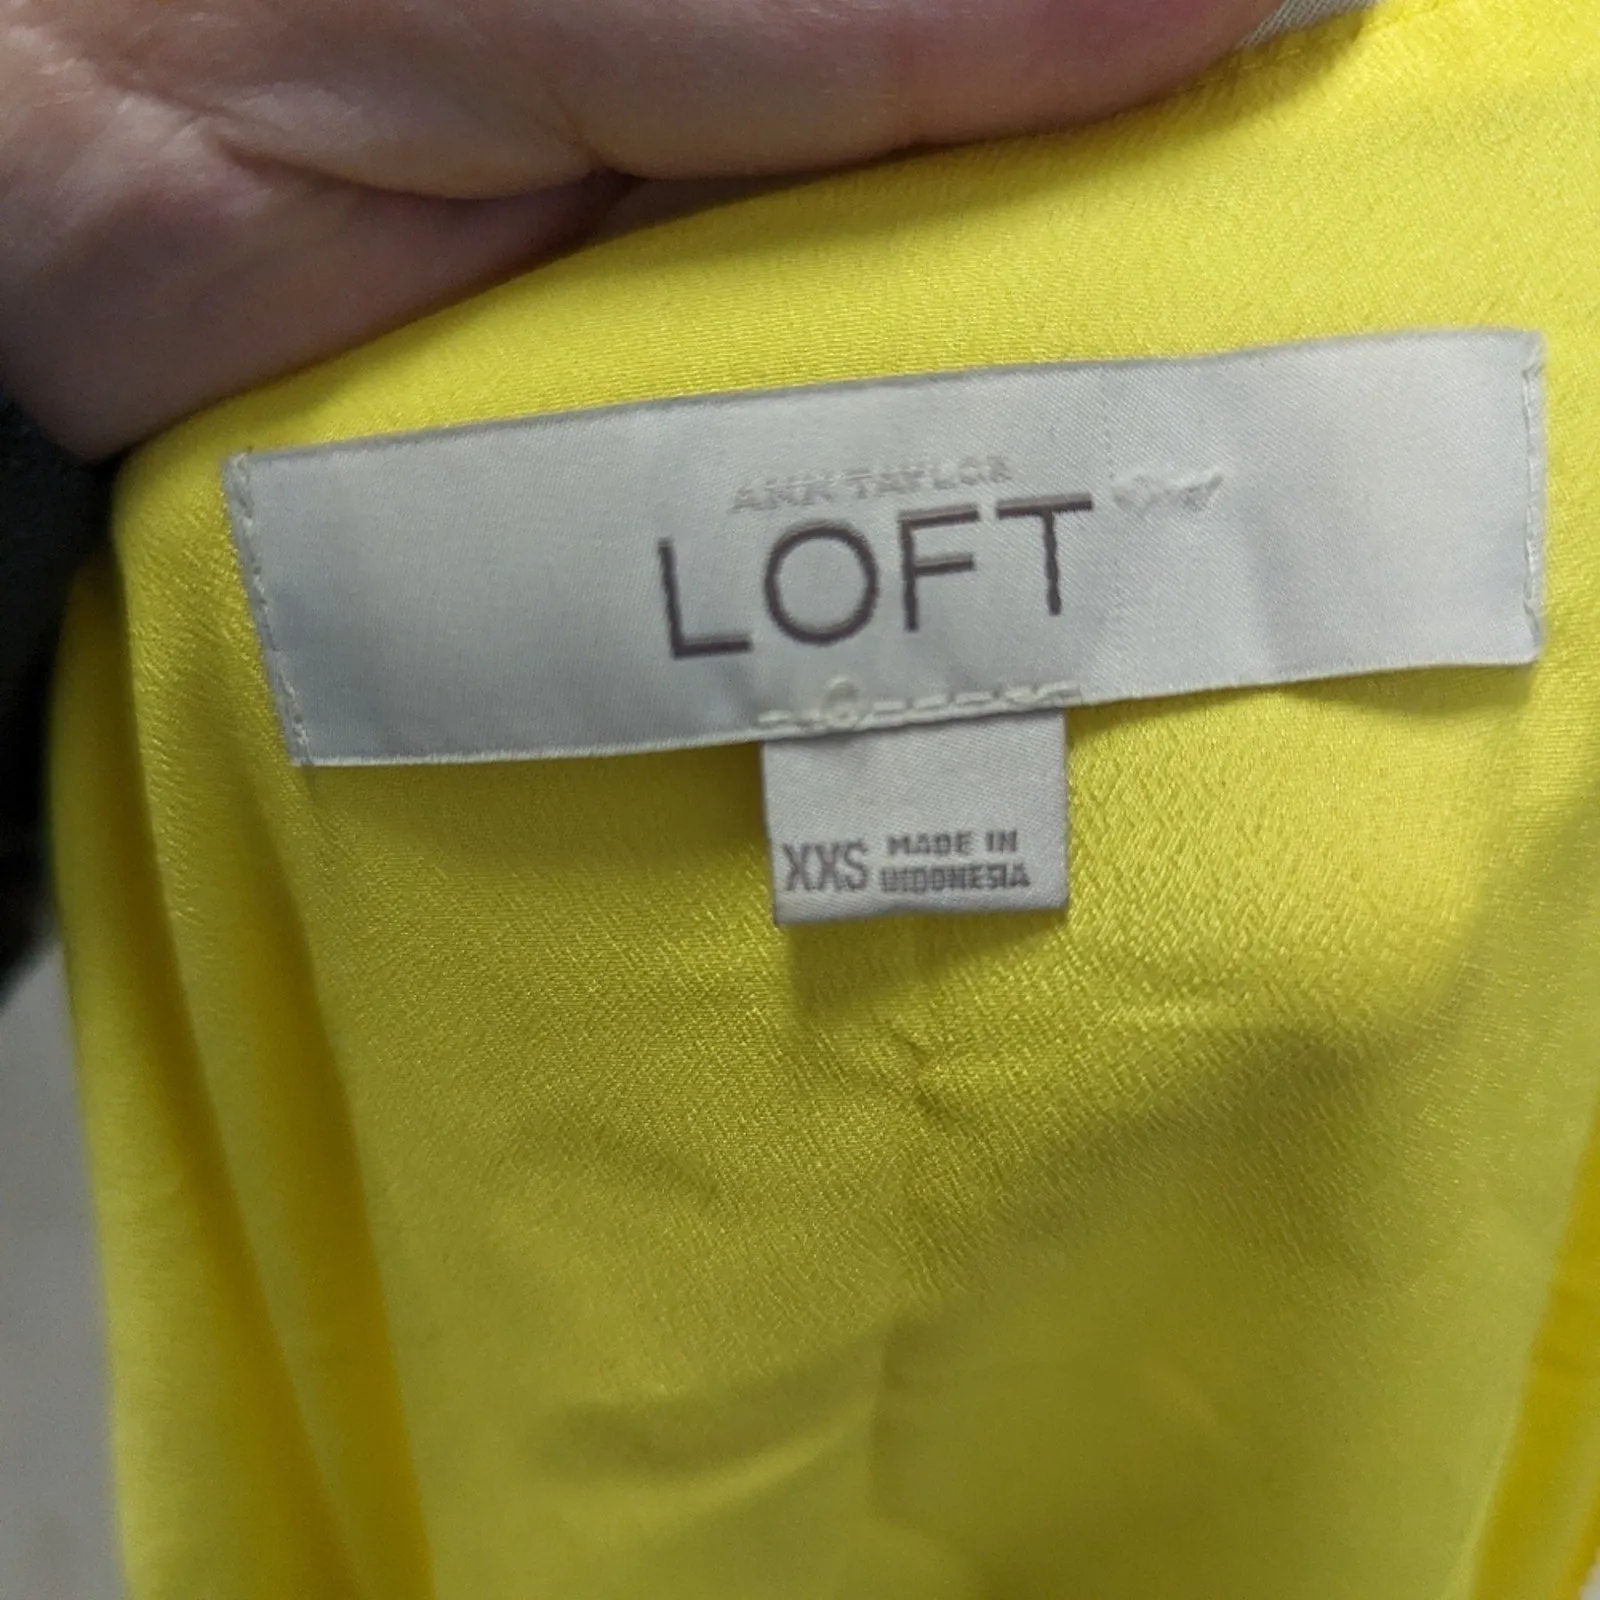 ANN TAYLOR
LOFT
XXS MADE IN
INDONESIA